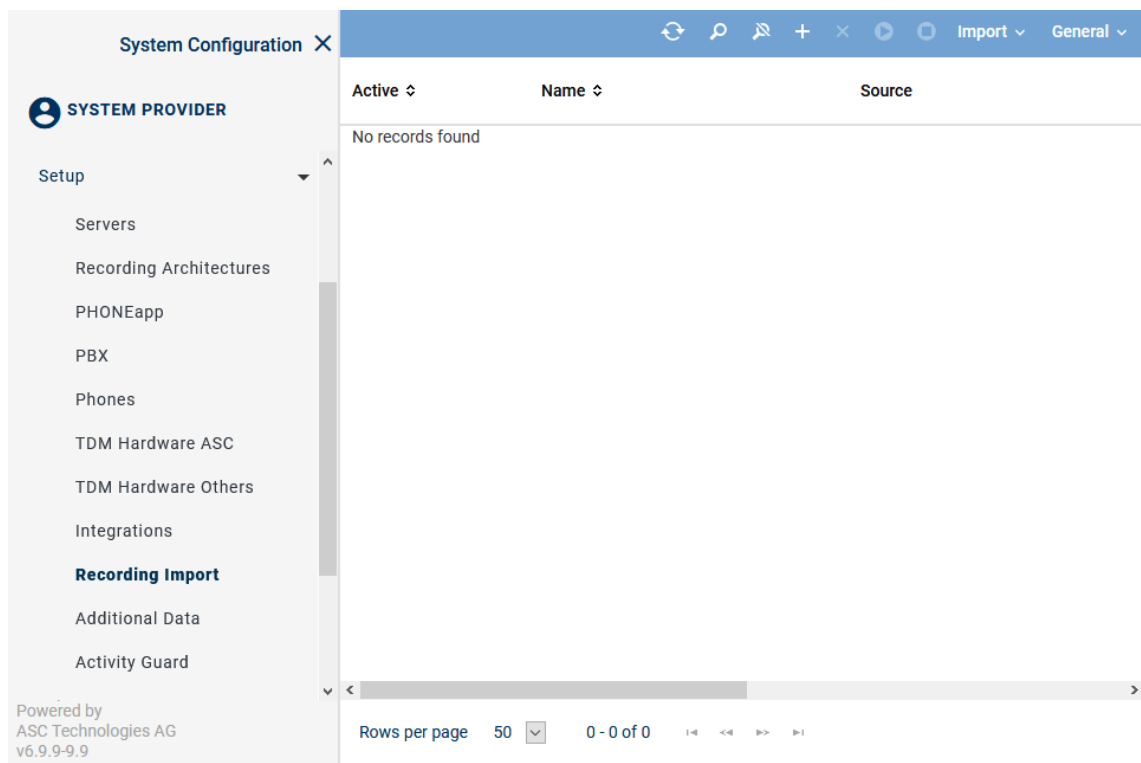 System Configuration
Import
General
SYSTEM PROVIDER
Active
Name
Source
No records found
Setup
Servers
Recording Architectures
PHONEapp
PBX
Phones
TDM Hardware ASC
TDM Hardware Others
Integrations
Recording Import
Additional Data
Activity Guard
Powered by
ASC Technologies AG
v6.9.9-9.9
Rows per page 50 0 - 0 of 0